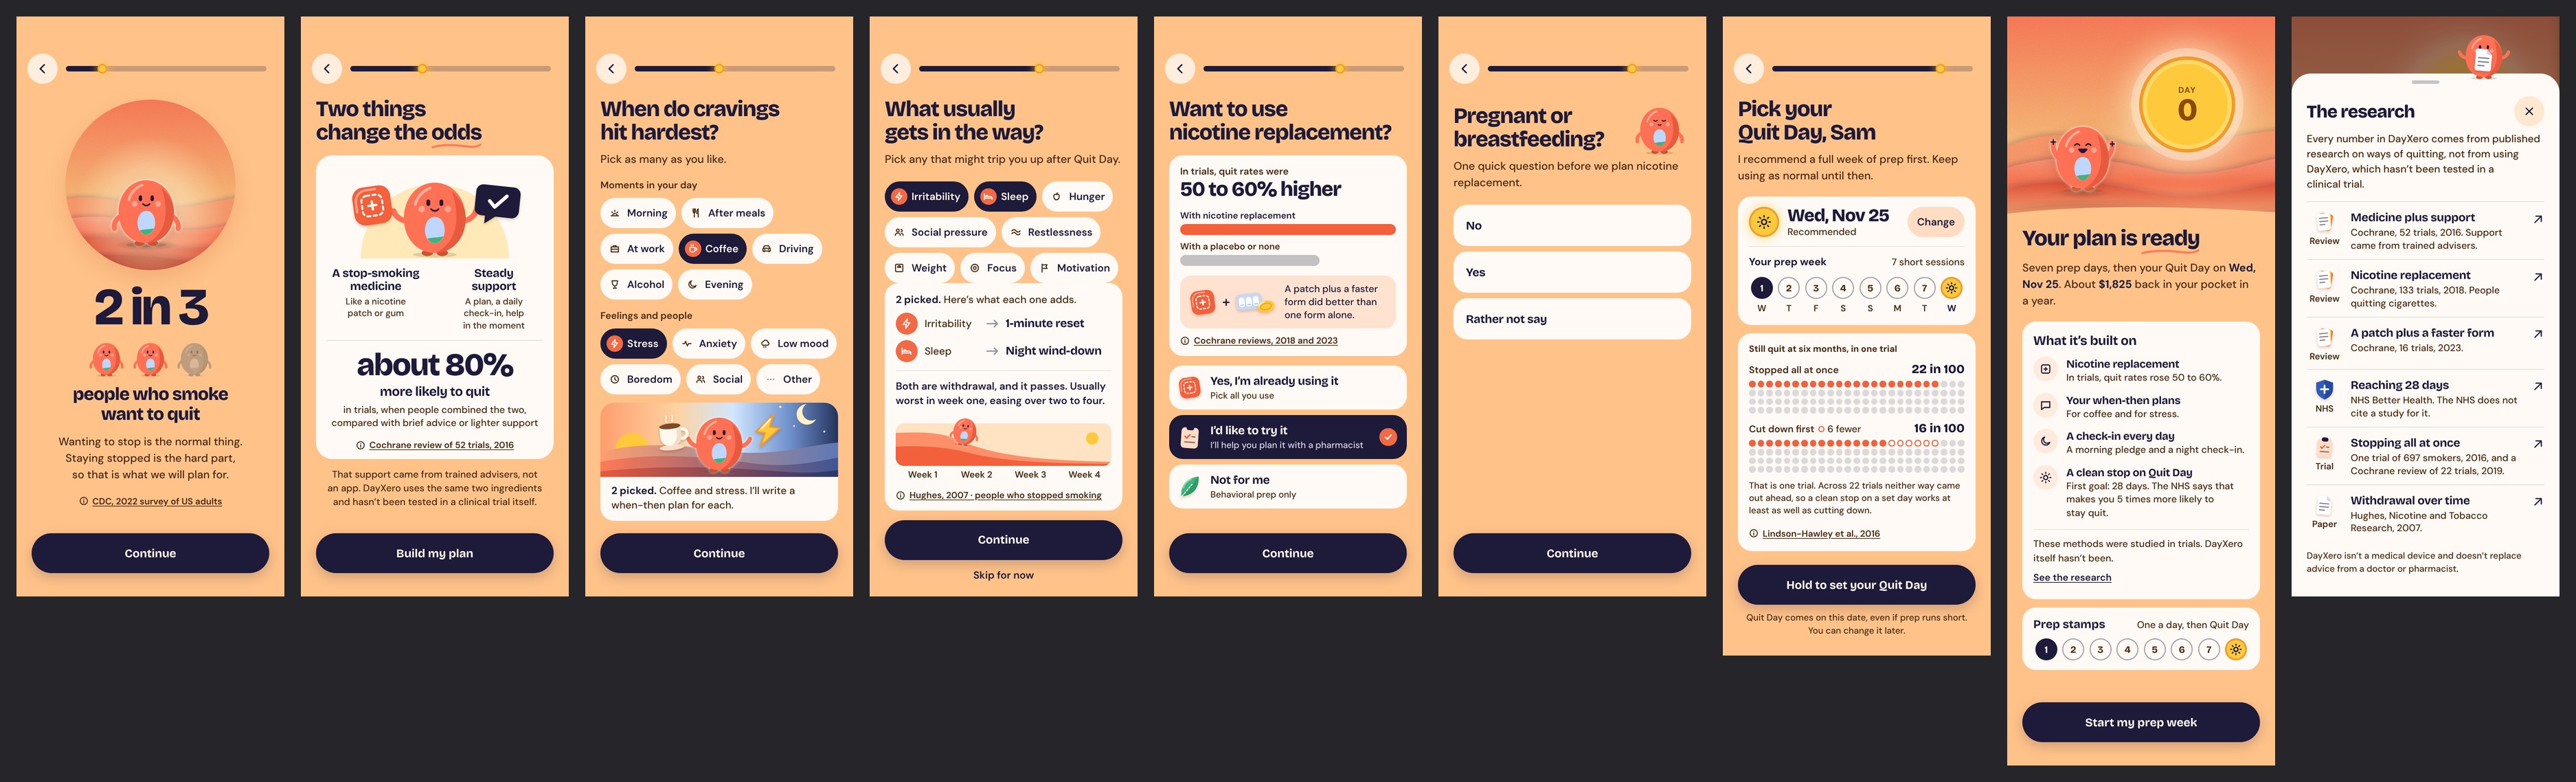 2 in 3
people who smoke
want to quit
Wanting to stop is the normal thing.
Staying stopped is the hard part,
so that is what we will plan for.
CDC, 2022 survey of US adults
Continue
Two things
change the odds
A stop-smoking
medicine
Like a nicotine
patch or gum
Steady
support
A plan, a daily
check-in, help
in the moment
about 80%
more likely to quit
in trials, when people combined the two,
compared with brief advice or lighter support
Cochrane review of 52 trials, 2016
That support came from trained advisers, not
an app. DayXero uses the same two ingredients
and hasn't been tested in a clinical trial itself.
Build my plan
When do cravings
hit hardest?
Pick as many as you like.
Moments in your day
Morning
After meals
At work
Coffee
Driving
Alcohol
Evening
Feelings and people
Stress
Anxiety
Low mood
Boredom
Social
Other
2 picked. Coffee and stress. I'll write a
when-then plan for each.
Continue
What usually
gets in the way?
Pick any that might trip you up after Quit Day.
Irritability
Sleep
Hunger
Social pressure
Restlessness
Weight
Focus
Motivation
2 picked. Here's what each one adds.
Irritability → 1-minute reset
Sleep → Night wind-down
Both are withdrawal, and it passes. Usually
worst in week one, easing over two to four.
Week 1 Week 2 Week 3 Week 4
Hughes, 2007 · people who stopped smoking
Continue
Skip for now
Want to use
nicotine replacement?
In trials, quit rates were
50 to 60% higher
With nicotine replacement
With a placebo or none
+
A patch plus a faster
form did better than
one form alone.
Cochrane reviews, 2018 and 2023
Yes, I'm already using it
Pick all you use
I'd like to try it
I'll help you plan it with a pharmacist
Not for me
Behavioral prep only
Continue
Pregnant or
breastfeeding?
One quick question before we plan nicotine
replacement.
No
Yes
Rather not say
Continue
Pick your
Quit Day, Sam
I recommend a full week of prep first. Keep
using as normal until then.
Wed, Nov 25
Recommended
Change
Your prep week
7 short sessions
1 2 3 4 5 6 7
W T F S S M T W
Still quit at six months, in one trial
Stopped all at once
22 in 100
Cut down first
6 fewer
16 in 100
That is one trial. Across 22 trials neither way came
out ahead, so a clean stop on a set day works at
least as well as cutting down.
Lindson-Hawley et al., 2016
Hold to set your Quit Day
Quit Day comes on this date, even if prep runs short.
You can change it later.
DAY
0
Your plan is ready
Seven prep days, then your Quit Day on Wed,
Nov 25. About $1,825 back in your pocket in
a year.
What it's built on
Nicotine replacement
In trials, quit rates rose 50 to 60%.
Your when-then plans
For coffee and for stress.
A check-in every day
A morning pledge and a night check-in.
A clean stop on Quit Day
First goal: 28 days. The NHS says that
makes you 5 times more likely to
stay quit.
These methods were studied in trials. DayXero
itself hasn't been.
See the research
Prep stamps
One a day, then Quit Day
1 2 3 4 5 6 7
Start my prep week
The research
Every number in DayXero comes from published
research on ways of quitting, not from using
DayXero, which hasn't been tested in a
clinical trial.
Review
Medicine plus support
Cochrane, 52 trials, 2016. Support
came from trained advisers.
Review
Nicotine replacement
Cochrane, 133 trials, 2018. People
quitting cigarettes.
Review
A patch plus a faster form
Cochrane, 16 trials, 2023.
NHS
Reaching 28 days
NHS Better Health. The NHS does not
cite a study for it.
Trial
Stopping all at once
One trial of 697 smokers, 2016, and a
Cochrane review of 22 trials, 2019.
Paper
Withdrawal over time
Hughes, Nicotine and Tobacco
Research, 2007.
DayXero isn't a medical device and doesn't replace
advice from a doctor or pharmacist.